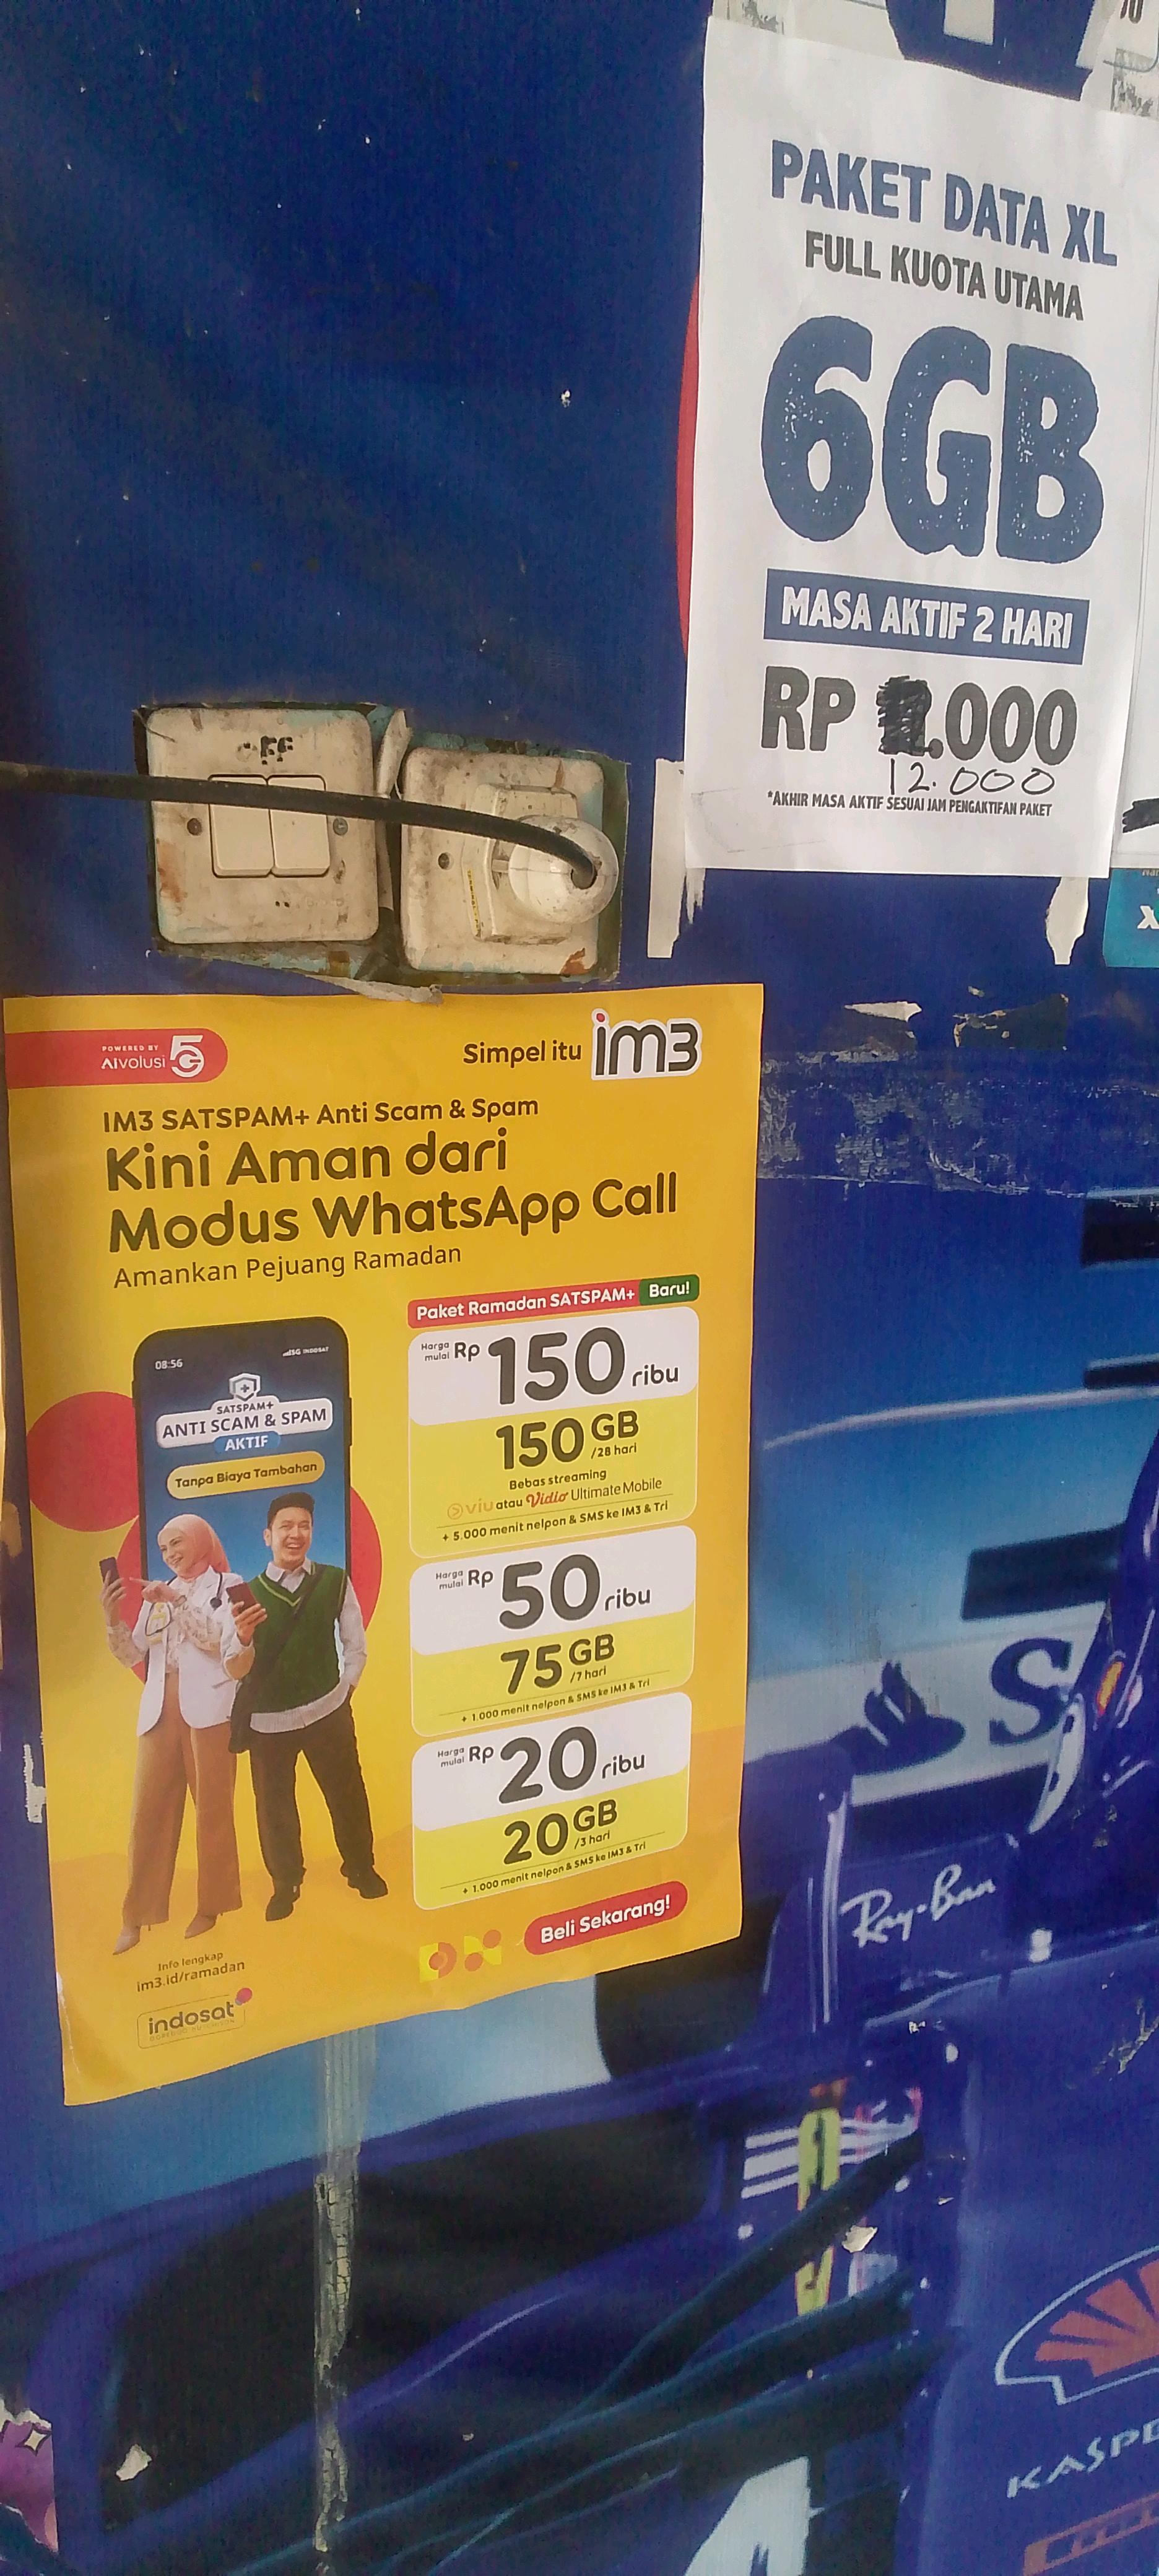 PAKET DATA XL
FULL KUOTA UTAMA
6GB
MASA AKTIF 2 HARI
RP .000
12.000
*AKHIR MASA AKTIF SESUAI JAM PENGAKTIFAN PAKET
OFF
POWERED BY
AIvolusi 5G
Simpel itu im3
IM3 SATSPAM+ Anti Scam & Spam
Kini Aman dari
Modus WhatsApp Call
Amankan Pejuang Ramadan
08:56
5G INDOSAT
SATSPAM+
ANTI SCAM & SPAM
AKTIF
Tanpa Biaya Tambahan
Paket Ramadan SATSPAM+ Baru!
Harga mulai Rp 150 ribu
150 GB /28 hari
Bebas streaming
viu atau Vidio Ultimate Mobile
+ 5.000 menit nelpon & SMS ke IM3 & Tri
Harga mulai Rp 50 ribu
75 GB /7 hari
+ 1.000 menit nelpon & SMS ke IM3 & Tri
Harga mulai Rp 20 ribu
20 GB /3 hari
+ 1.000 menit nelpon & SMS ke IM3 & Tri
Beli Sekarang!
Info lengkap
im3.id/ramadan
indosat
OOREDOO HUTCHISON
S
Ray-Ban
KASPE